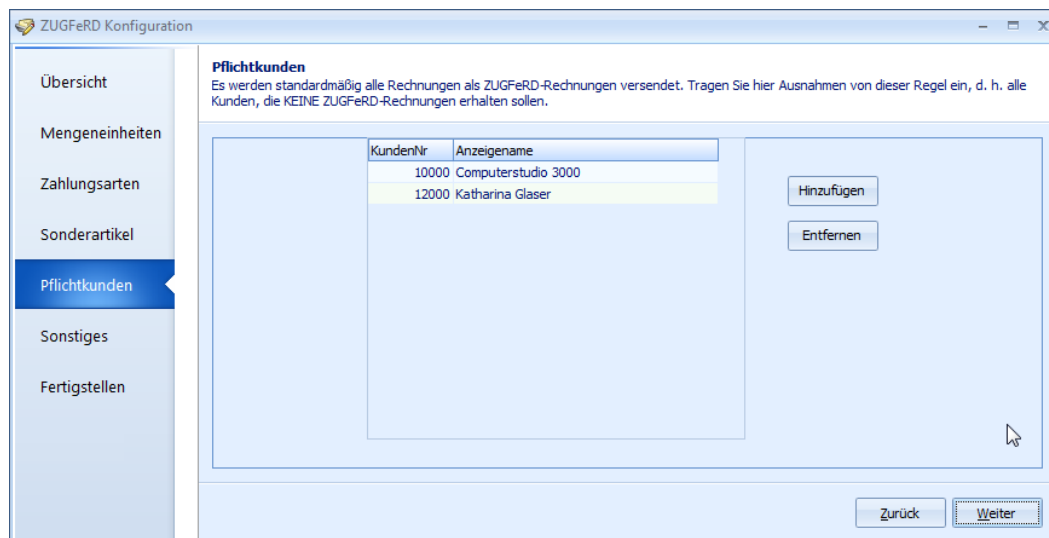 ZUGFeRD Konfiguration
Übersicht
Mengeneinheiten
Zahlungsarten
Sonderartikel
Pflichtkunden
Sonstiges
Fertigstellen
Pflichtkunden
Es werden standardmäßig alle Rechnungen als ZUGFeRD-Rechnungen versendet. Tragen Sie hier Ausnahmen von dieser Regel ein, d. h. alle
Kunden, die KEINE ZUGFeRD-Rechnungen erhalten sollen.
KundenNr Anzeigename
10000 Computerstudio 3000
12000 Katharina Glaser
Hinzufügen
Entfernen
Zurück Weiter